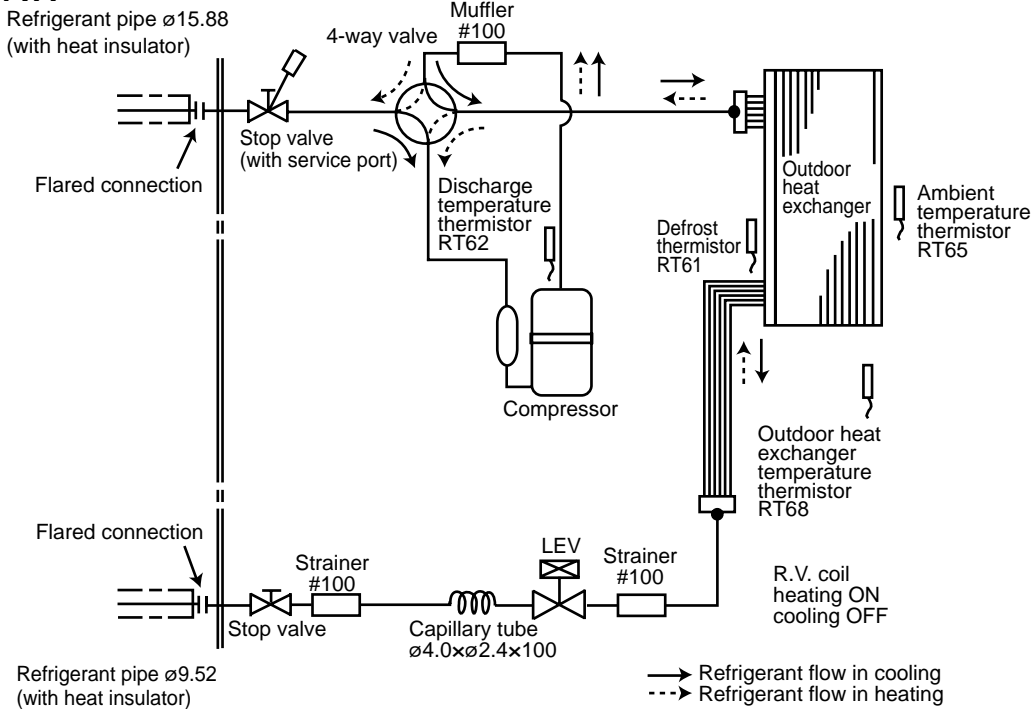 Refrigerant pipe ø15.88
(with heat insulator)
4-way valve
Muffler
#100
Stop valve
(with service port)
Flared connection
Discharge
temperature
thermistor
RT62
Outdoor
heat
exchanger
Ambient
temperature
thermistor
RT65
Defrost
thermistor
RT61
Compressor
Outdoor heat
exchanger
temperature
thermistor
RT68
Flared connection
Strainer
#100
LEV
Strainer
#100
R.V. coil
heating ON
cooling OFF
Stop valve
Capillary tube
ø4.0×ø2.4×100
Refrigerant pipe ø9.52
(with heat insulator)
Refrigerant flow in cooling
Refrigerant flow in heating